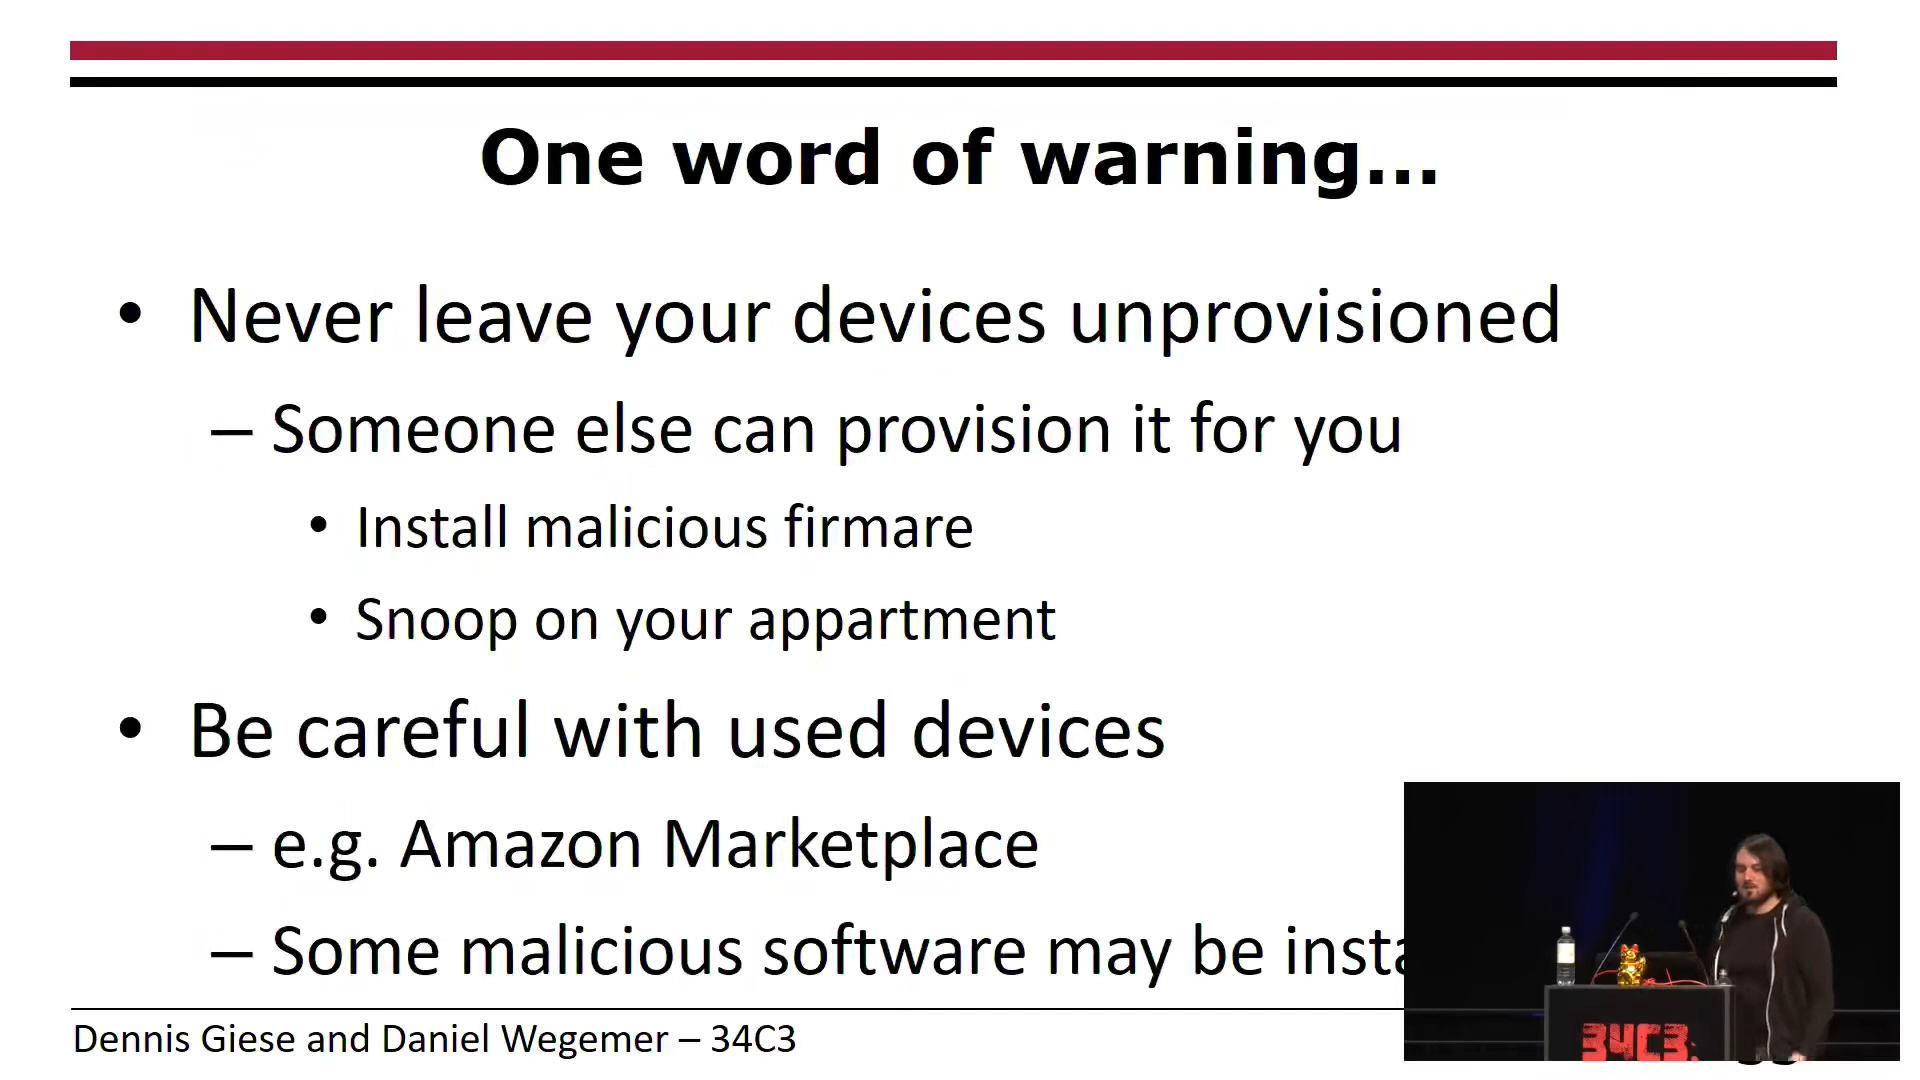 One word of warning...
• Never leave your devices unprovisioned
– Someone else can provision it for you
• Install malicious firmare
• Snoop on your appartment
• Be careful with used devices
– e.g. Amazon Marketplace
– Some malicious software may be
Dennis Giese and Daniel Wegemer – 34C3
34C3